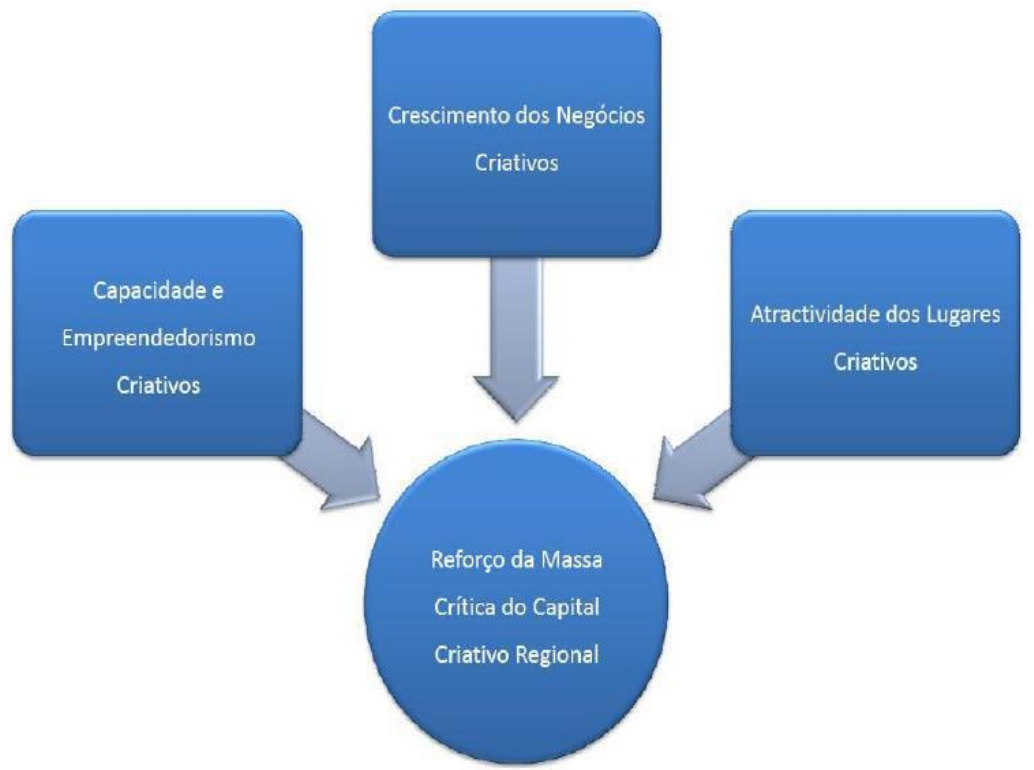 Crescimento dos Negócios
Criativos
Capacidade e
Empreendedorismo
Criativos
Atractividade dos Lugares
Criativos
Reforço da Massa
Crítica do Capital
Criativo Regional